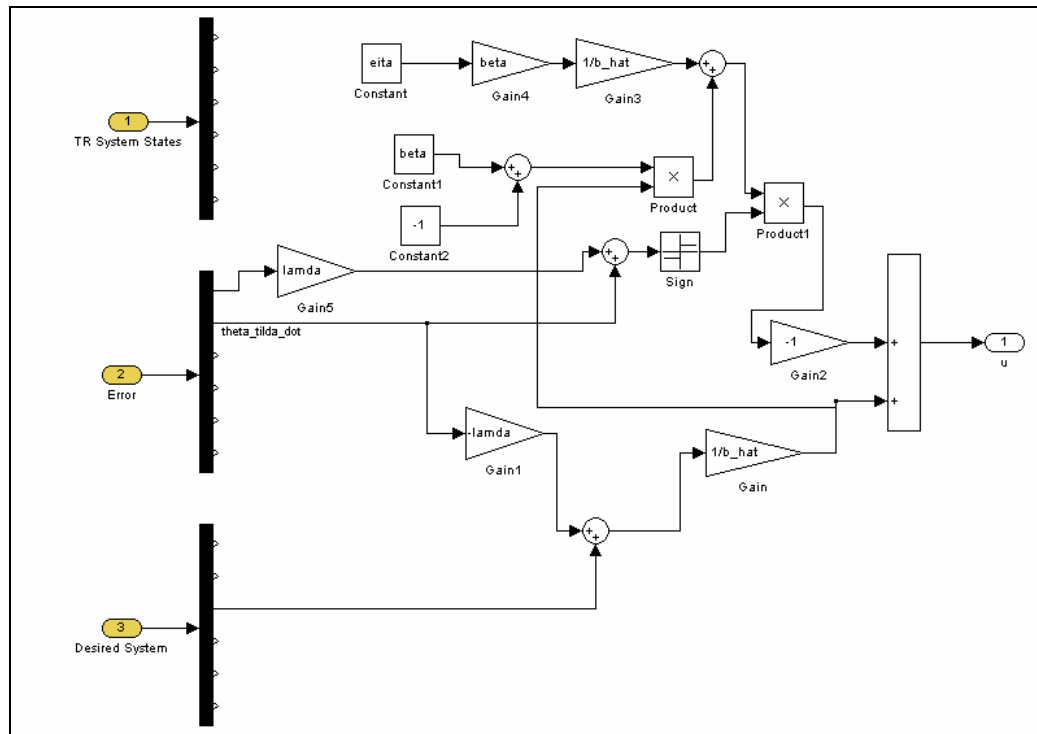 eita
Constant
beta
Gain4
1/b_hat
Gain3
++
1
TR System States
beta
Constant1
++
-1
Constant2
×
Product
×
Product1
lamda
Gain5
++
Sign
theta_tilda_dot
2
Error
-1
Gain2
+
+
1
u
-lamda
Gain1
1/b_hat
Gain
++
3
Desired System